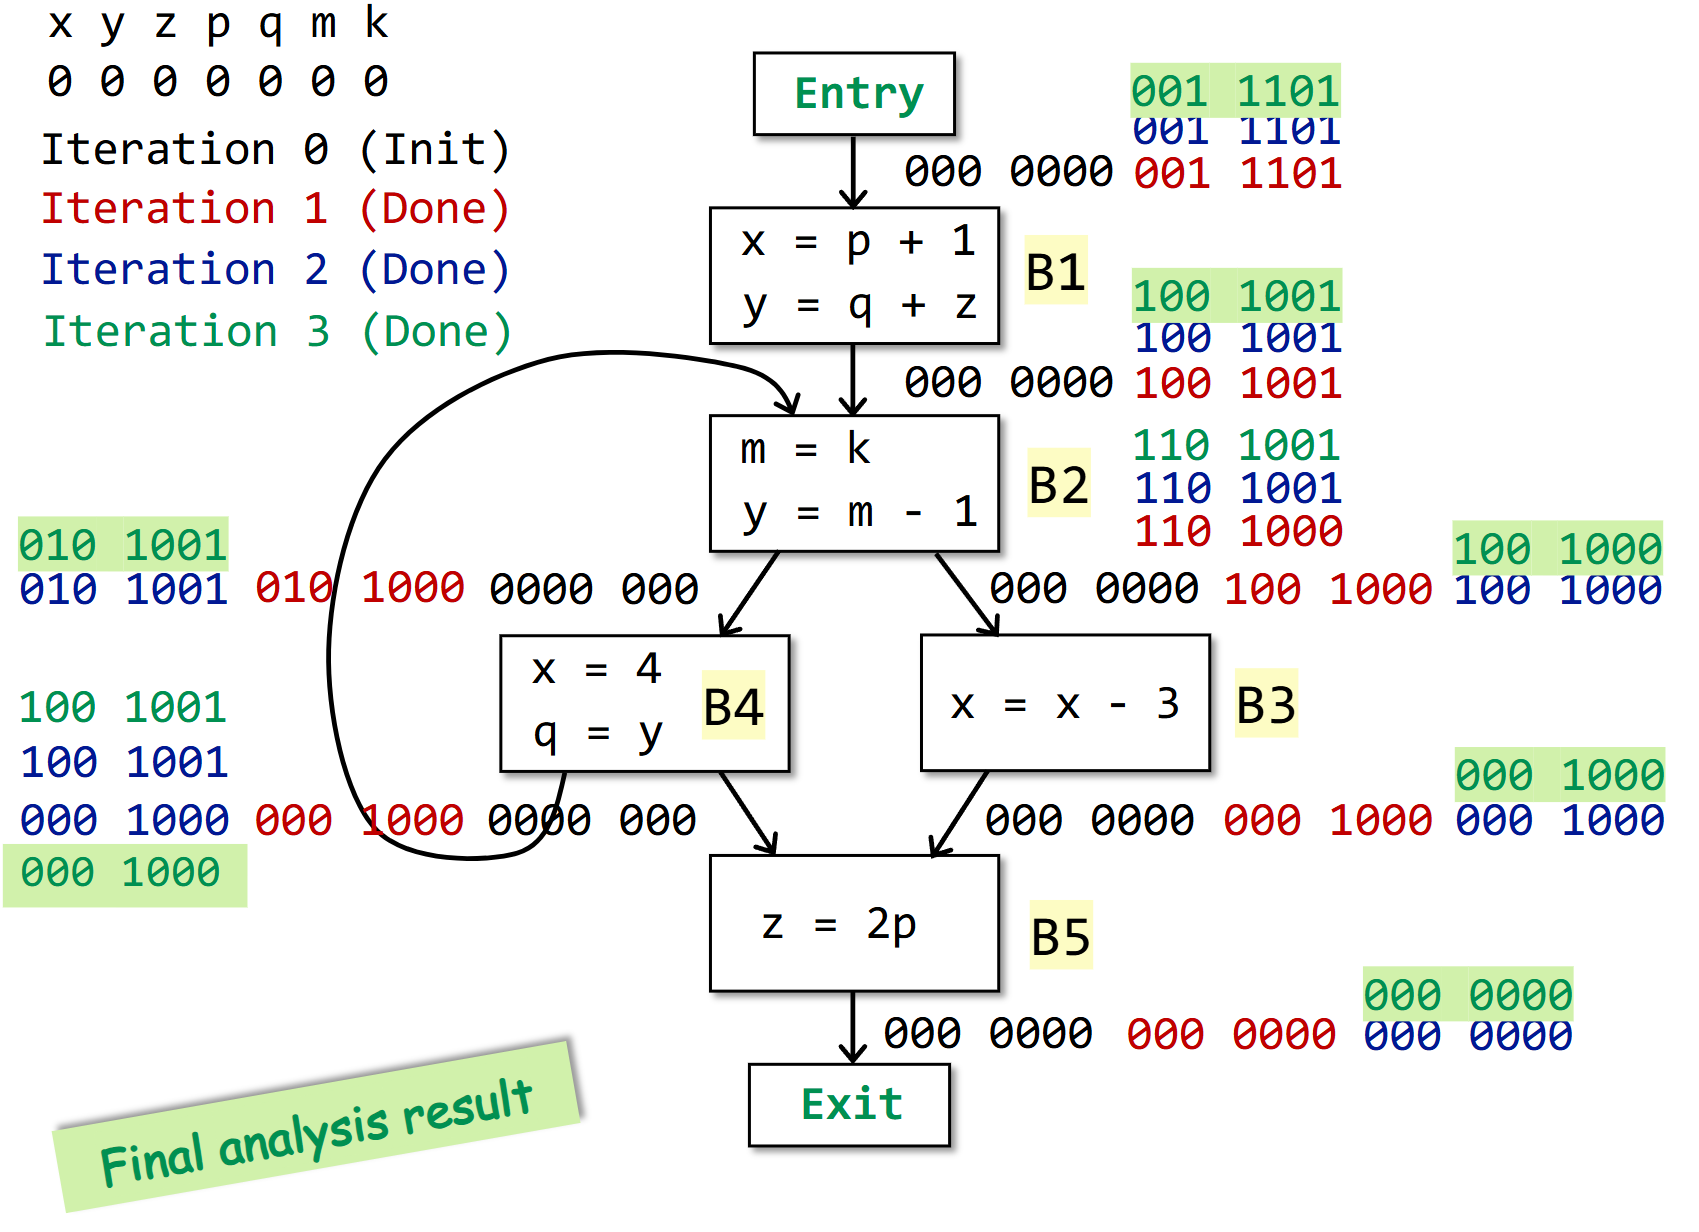 x y z p q m k
0 0 0 0 0 0 0
Iteration 0 (Init)
Iteration 1 (Done)
Iteration 2 (Done)
Iteration 3 (Done)
Entry
001 1101
001 1101
000 0000 001 1101
x = p + 1
y = q + z
B1
100 1001
100 1001
000 0000 100 1001
m = k
y = m - 1
B2
110 1001
110 1001
110 1000
010 1001
010 1001 010 1000 0000 000
100 1000
000 0000 100 1000 100 1000
x = 4
q = y
B4
x = x - 3
B3
100 1001
100 1001
000 1000 000 1000 0000 000
000 1000
000 1000
000 0000 000 1000 000 1000
z = 2p
B5
000 0000
000 0000 000 0000 000 0000
Exit
Final analysis result